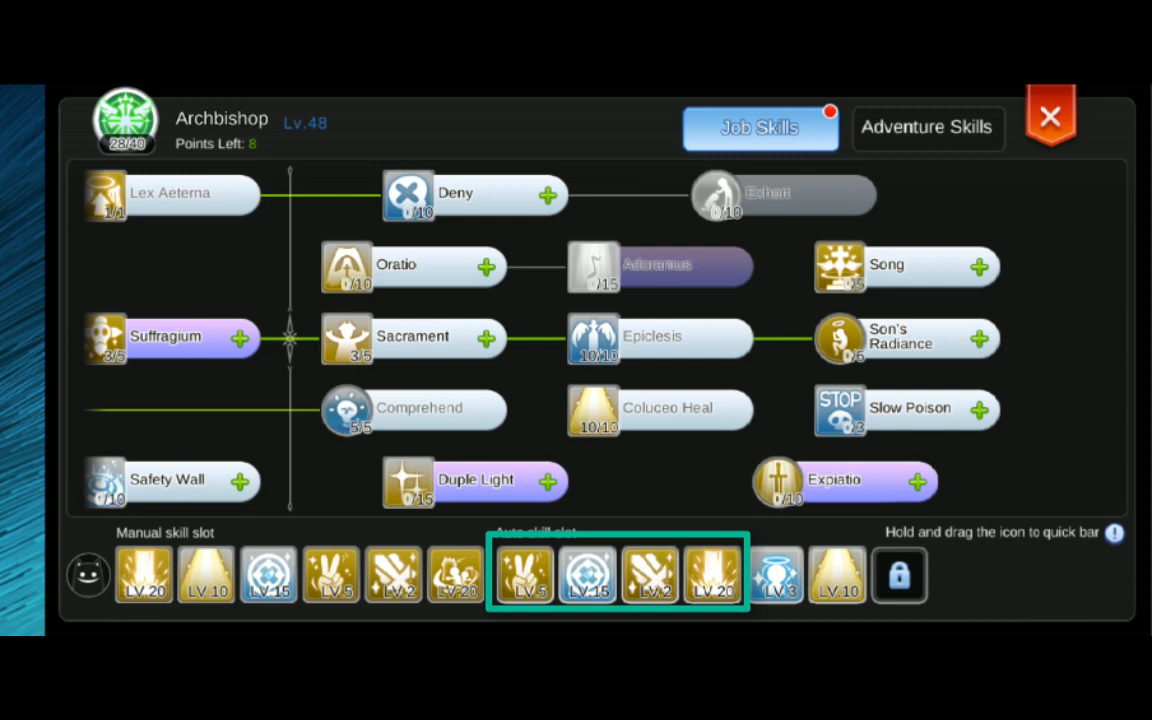 Archbishop Lv.48
28/40
Points Left: 8
Job Skills
Adventure Skills
Lex Aeterna
1/1
Deny
0/10
Exhort
0/10
Oratio
0/10
Adoramus
0/15
Song
0/5
Suffragium
3/5
Sacrament
3/5
Epiclesis
10/10
Son's
Radiance
0/5
Comprehend
5/5
Coluceo Heal
10/10
STOP
Slow Poison
0/3
Safety Wall
0/10
Duple Light
0/15
Expiatio
0/10
Manual skill slot
Auto skill slot
Hold and drag the icon to quick bar
LV.20
LV.10
LV.15
LV.5
LV.2
LV.20
LV.5
LV.15
LV.2
LV.20
LV.3
LV.10